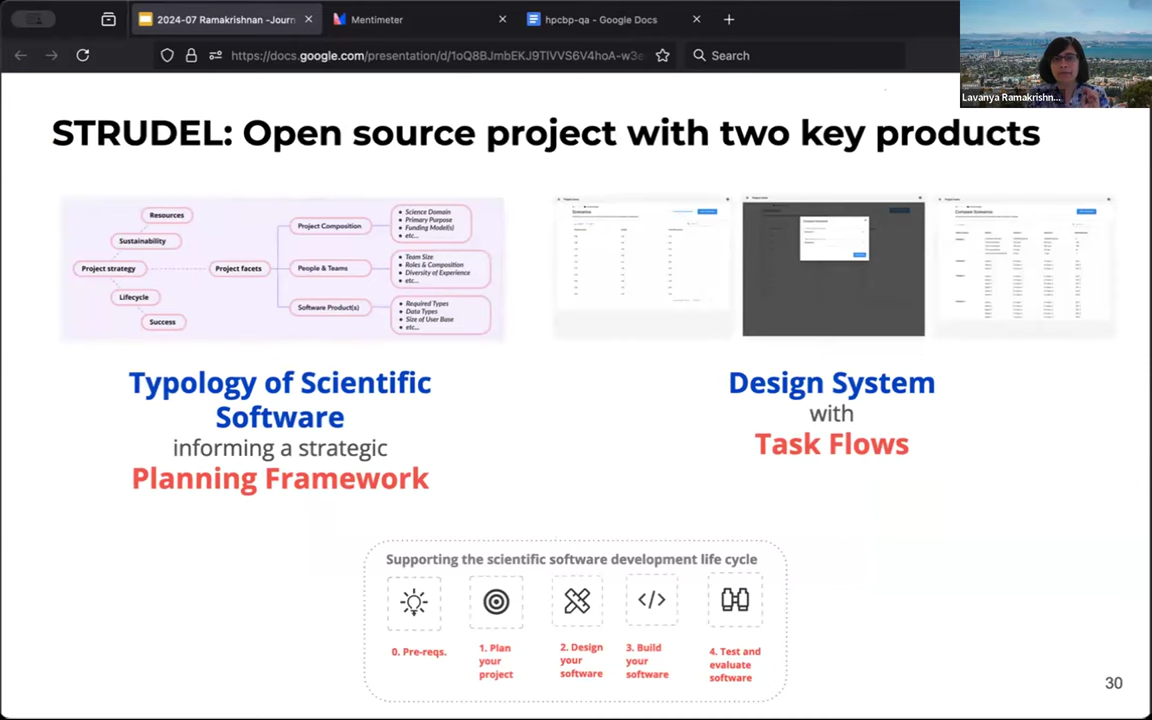 2024-07 Ramakrishnan -Journ
Mentimeter
hpcbp-qa - Google Docs
https://docs.google.com/presentation/d/1oQ8BJmbEKJ9TlVVS6V4hoA-w3e
Search
Lavanya Ramakrishn...
STRUDEL: Open source project with two key products
Resources
Sustainability
Project strategy
Lifecycle
Success
Project facets
Project Composition
Science Domain
Primary Purpose
Funding Model(s)
etc...
People & Teams
Team Size
Roles & Composition
Diversity of Experience
etc...
Software Product(s)
Required Types
Data Types
Size of User Base
etc...
Scenarios
Compare Scenarios
Typology of Scientific
Software
informing a strategic
Planning Framework
Design System
with
Task Flows
Supporting the scientific software development life cycle
0. Pre-reqs.
1. Plan
your
project
2. Design
your
software
3. Build
your
software
4. Test and
evaluate
software
30